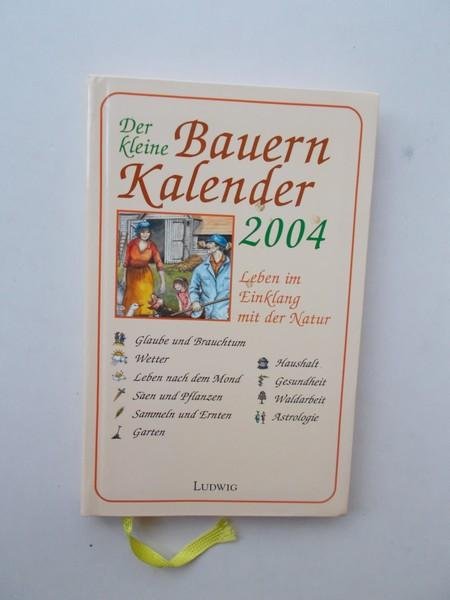 Der
kleine
Bauern
Kalender
2004
Leben im
Einklang
mit der Natur
Glaube und Brauchtum
Wetter
Leben nach dem Mond
Säen und Pflanzen
Sammeln und Ernten
Garten
Haushalt
Gesundheit
Waldarbeit
Astrologie
LUDWIG